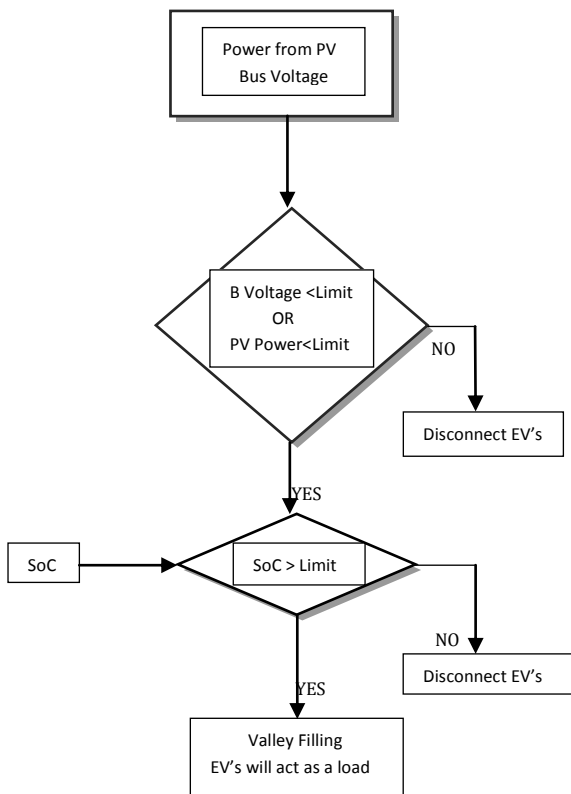 Power from PV
Bus Voltage
B Voltage <Limit
OR
PV Power<Limit
NO
Disconnect EV's
YES
SoC
SoC > Limit
NO
Disconnect EV's
YES
Valley Filling
EV's will act as a load